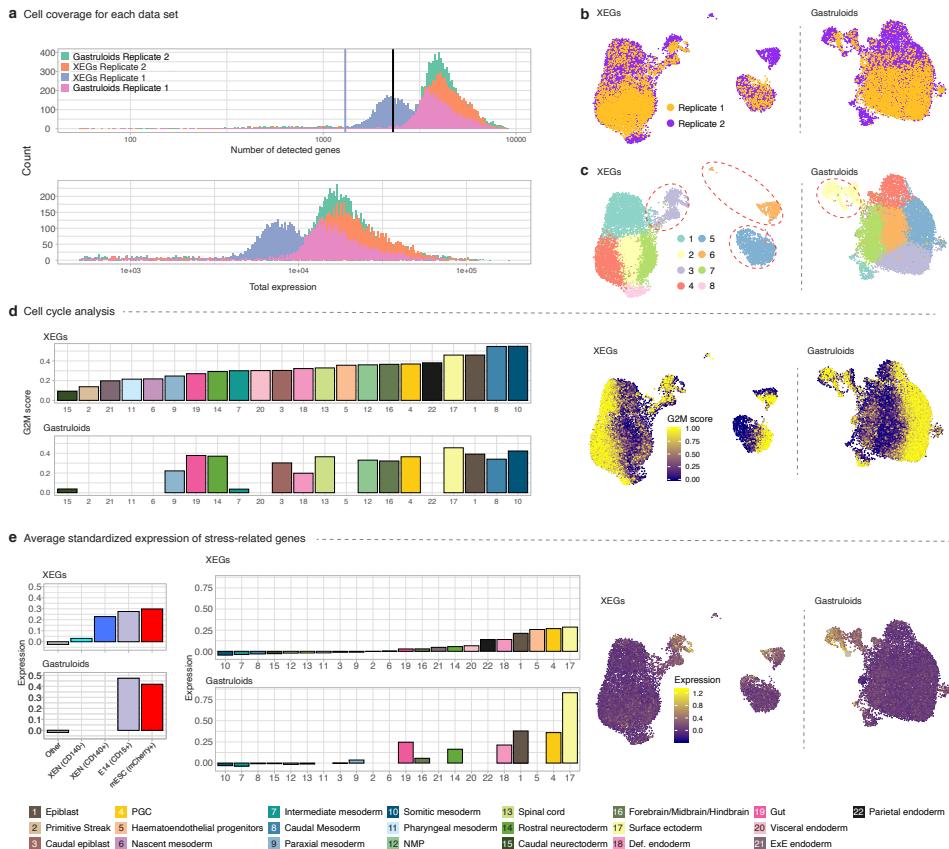 a Cell coverage for each data set
Gastruloids Replicate 2
XEGs Replicate 2
XEGs Replicate 1
Gastruloids Replicate 1
400
300
200
100
0
100
1000
10000
Number of detected genes
Count
200
150
100
50
0
1e+03
1e+04
1e+05
Total expression
b
XEGs
Gastruloids
Replicate 1
Replicate 2
c
XEGs
Gastruloids
1 5
2 6
3 7
4 8
d Cell cycle analysis
XEGs
0.4
0.2
0.0
15 2 21 11 6 9 19 14 7 20 3 18 13 5 12 16 4 22 17 1 8 10
G2M score
Gastruloids
0.4
0.2
0.0
15 2 21 11 6 9 19 14 7 20 3 18 13 5 12 16 4 22 17 1 8 10
XEGs
Gastruloids
G2M score
1.00
0.75
0.50
0.25
0.00
e Average standardized expression of stress-related genes
XEGs
0.5
0.4
0.3
0.2
0.1
0.0
Expression
Gastruloids
0.5
0.4
0.3
0.2
0.1
0.0
Other
XEN (CD140-)
XEN (CD140+)
E14 (CD15+)
mESC (mCherry+)
XEGs
0.75
0.50
0.25
0.00
10 7 8 15 2 12 13 11 3 9 2 6 19 16 21 14 20 22 18 1 5 4 17
Expression
Gastruloids
0.75
0.50
0.25
0.00
10 7 8 15 2 12 13 11 3 9 2 6 19 16 21 14 20 22 18 1 5 4 17
XEGs
Gastruloids
Expression
1.2
0.8
0.4
0.0
-0.4
1 Epiblast
4 PGC
7 Intermediate mesoderm
10 Somitic mesoderm
13 Spinal cord
16 Forebrain/Midbrain/Hindbrain
19 Gut
22 Parietal endoderm
2 Primitive Streak
5 Haematoendothelial progenitors
8 Caudal Mesoderm
11 Pharyngeal mesoderm
14 Rostral neurectoderm
17 Surface ectoderm
20 Visceral endoderm
3 Caudal epiblast
6 Nascent mesoderm
9 Paraxial mesoderm
12 NMP
15 Caudal neurectoderm
18 Def. endoderm
21 ExE endoderm